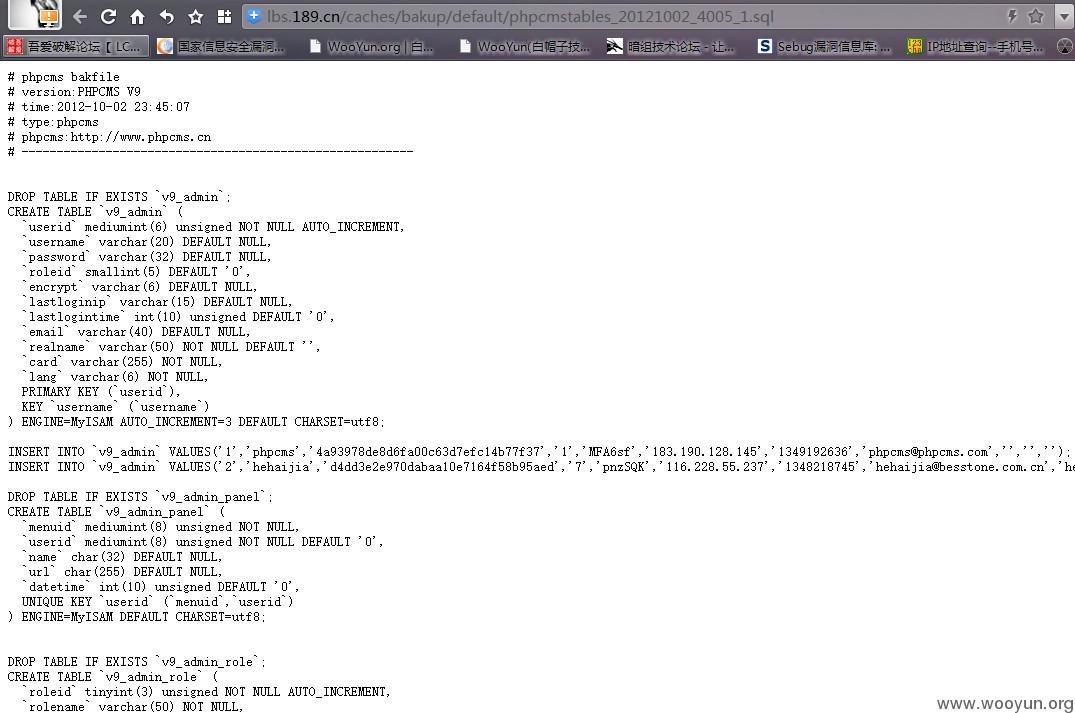 lbs.189.cn/caches/bakup/default/phpcmstables_20121002_4005_1.sql
吾爱破解论坛【LC...
国家信息安全漏洞...
WooYun.org | 白...
WooYun(白帽子技...
暗组技术论坛 - 让...
Sebug漏洞信息库: ...
IP地址查询--手机号...
# phpcms bakfile
# version:PHPCMS V9
# time:2012-10-02 23:45:07
# type:phpcms
# phpcms:http://www.phpcms.cn
# --------------------------------------------------------
DROP TABLE IF EXISTS `v9_admin`;
CREATE TABLE `v9_admin` (
`userid` mediumint(6) unsigned NOT NULL AUTO_INCREMENT,
`username` varchar(20) DEFAULT NULL,
`password` varchar(32) DEFAULT NULL,
`roleid` smallint(5) DEFAULT '0',
`encrypt` varchar(6) DEFAULT NULL,
`lastloginip` varchar(15) DEFAULT NULL,
`lastlogintime` int(10) unsigned DEFAULT '0',
`email` varchar(40) DEFAULT NULL,
`realname` varchar(50) NOT NULL DEFAULT '',
`card` varchar(255) NOT NULL,
`lang` varchar(6) NOT NULL,
PRIMARY KEY (`userid`),
KEY `username` (`username`)
) ENGINE=MyISAM AUTO_INCREMENT=3 DEFAULT CHARSET=utf8;
INSERT INTO `v9_admin` VALUES('1','phpcms','4a93978de8d6fa00c63d7efc14b77f37','1','MFA6sf','183.190.128.145','1349192636','phpcms@phpcms.com','','','');
INSERT INTO `v9_admin` VALUES('2','hehaijia','d4dd3e2e970dabaa10e7164f58b95aed','7','pnzSQK','116.228.55.237','1348218745','hehaijia@besstone.com.cn','he
DROP TABLE IF EXISTS `v9_admin_panel`;
CREATE TABLE `v9_admin_panel` (
`menuid` mediumint(8) unsigned NOT NULL,
`userid` mediumint(8) unsigned NOT NULL DEFAULT '0',
`name` char(32) DEFAULT NULL,
`url` char(255) DEFAULT NULL,
`datetime` int(10) unsigned DEFAULT '0',
UNIQUE KEY `userid` (`menuid`,`userid`)
) ENGINE=MyISAM DEFAULT CHARSET=utf8;
DROP TABLE IF EXISTS `v9_admin_role`;
CREATE TABLE `v9_admin_role` (
`roleid` tinyint(3) unsigned NOT NULL AUTO_INCREMENT,
`rolename` varchar(50) NOT NULL,
www.wooyun.org